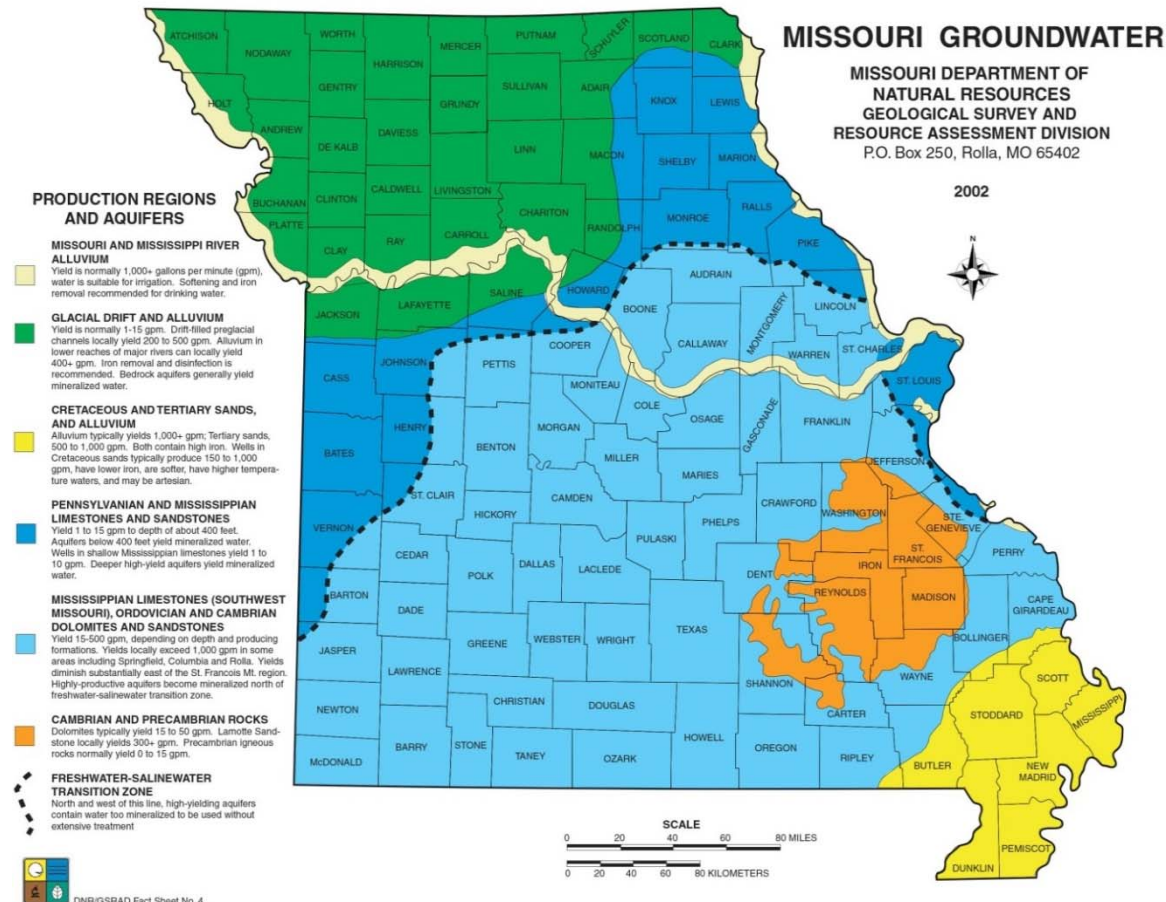 MISSOURI GROUNDWATER
MISSOURI DEPARTMENT OF
NATURAL RESOURCES
GEOLOGICAL SURVEY AND
RESOURCE ASSESSMENT DIVISION
P.O. Box 250, Rolla, MO 65402
2002
N
PRODUCTION REGIONS
AND AQUIFERS
MISSOURI AND MISSISSIPPI RIVER
ALLUVIUM
Yield is normally 1,000+ gallons per minute (gpm),
water is suitable for irrigation. Softening and iron
removal recommended for drinking water.
GLACIAL DRIFT AND ALLUVIUM
Yield is normally 1-15 gpm. Drift-filled preglacial
channels locally yield 200 to 500 gpm. Alluvium in
lower reaches of major rivers can locally yield
400+ gpm. Iron removal and disinfection is
recommended. Bedrock aquifers generally yield
mineralized water.
CRETACEOUS AND TERTIARY SANDS,
AND ALLUVIUM
Alluvium typically yields 1,000+ gpm; Tertiary sands,
500 to 1,000 gpm. Both contain high iron. Wells in
Cretaceous sands typically produce 150 to 1,000
gpm, have lower iron, are softer, have higher tempera-
ture waters, and may be artesian.
PENNSYLVANIAN AND MISSISSIPPIAN
LIMESTONES AND SANDSTONES
Yield 1 to 15 gpm to depth of about 400 feet.
Aquifers below 400 feet yield mineralized water.
Wells in shallow Mississippian limestones yield 1 to
10 gpm. Deeper high-yield aquifers yield mineralized
water.
MISSISSIPPIAN LIMESTONES (SOUTHWEST
MISSOURI), ORDOVICIAN AND CAMBRIAN
DOLOMITES AND SANDSTONES
Yield 15-500 gpm, depending on depth and producing
formations. Yields locally exceed 1,000 gpm in some
areas including Springfield, Columbia and Rolla. Yields
diminish substantially east of the St. Francois Mt. region.
Highly-productive aquifers become mineralized north of
freshwater-salinewater transition zone.
CAMBRIAN AND PRECAMBRIAN ROCKS
Dolomites typically yield 15 to 50 gpm. Lamotte Sand-
stone locally yields 300+ gpm. Precambrian igneous
rocks normally yield 0 to 15 gpm.
FRESHWATER-SALINEWATER
TRANSITION ZONE
North and west of this line, high-yielding aquifers
contain water too mineralized to be used without
extensive treatment
DNR/GSRAD Fact Sheet No. 4
ATCHISON
NODAWAY
WORTH
HARRISON
MERCER
PUTNAM
SCHUYLER
SCOTLAND
CLARK
HOLT
GENTRY
GRUNDY
SULLIVAN
ADAIR
KNOX
LEWIS
ANDREW
DE KALB
DAVIESS
LINN
MACON
SHELBY
MARION
BUCHANAN
CLINTON
CALDWELL
LIVINGSTON
CHARITON
RANDOLPH
MONROE
RALLS
PLATTE
CLAY
RAY
CARROLL
PIKE
JACKSON
LAFAYETTE
SALINE
HOWARD
BOONE
AUDRAIN
MONTGOMERY
LINCOLN
CALLAWAY
WARREN
ST. CHARLES
ST. LOUIS
CASS
JOHNSON
PETTIS
COOPER
MONITEAU
COLE
OSAGE
GASCONADE
FRANKLIN
JEFFERSON
BATES
HENRY
BENTON
MORGAN
MILLER
MARIES
CRAWFORD
WASHINGTON
STE.
GENEVIEVE
VERNON
ST. CLAIR
HICKORY
CAMDEN
PULASKI
PHELPS
ST.
FRANCOIS
PERRY
BARTON
CEDAR
POLK
DALLAS
LACLEDE
DENT
IRON
REYNOLDS
MADISON
CAPE
GIRARDEAU
BOLLINGER
JASPER
DADE
GREENE
WEBSTER
WRIGHT
TEXAS
SHANNON
WAYNE
SCOTT
STODDARD
MISSISSIPPI
NEWTON
LAWRENCE
CHRISTIAN
DOUGLAS
HOWELL
CARTER
McDONALD
BARRY
STONE
TANEY
OZARK
OREGON
RIPLEY
BUTLER
NEW
MADRID
PEMISCOT
DUNKLIN
SCALE
0 20 40 60 80 MILES
0 20 40 60 80 KILOMETERS